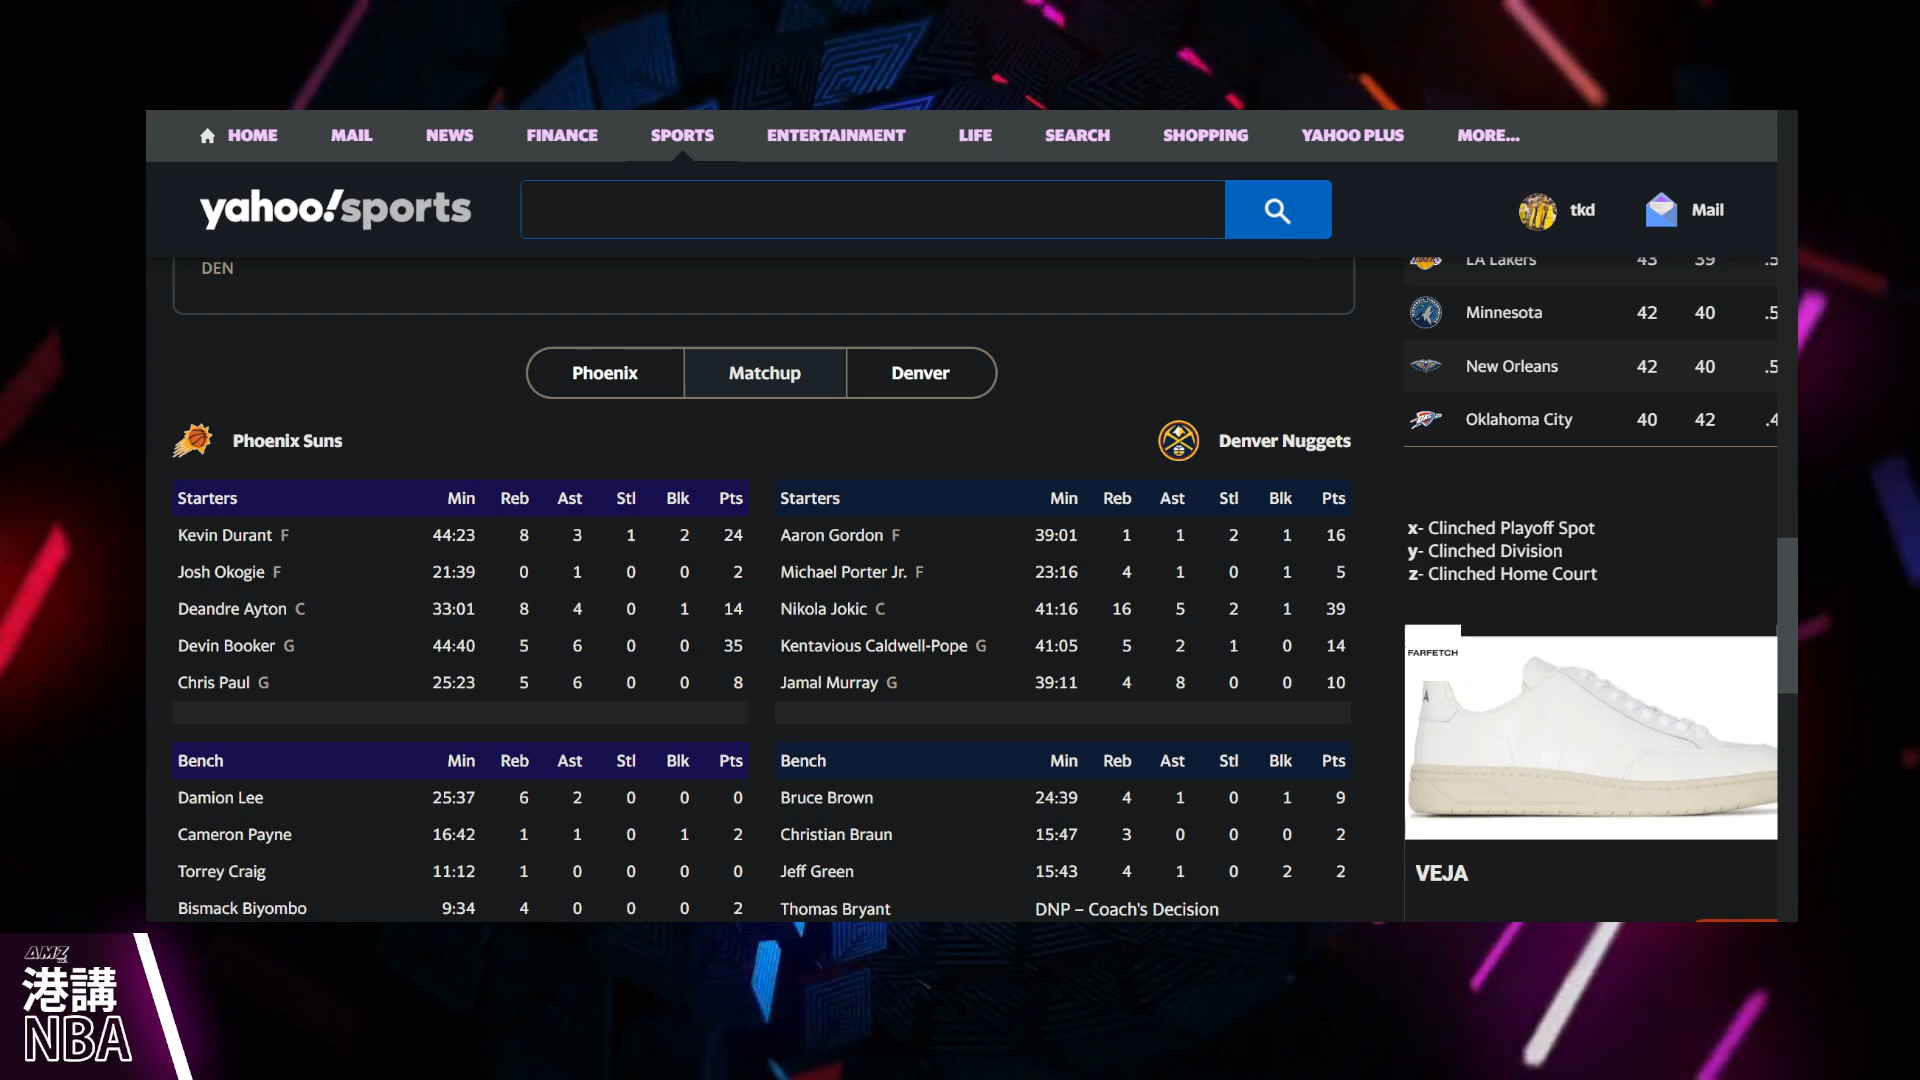 HOME MAIL NEWS FINANCE SPORTS ENTERTAINMENT LIFE SEARCH SHOPPING YAHOO PLUS MORE...
yahoo!sports
tkd Mail
DEN
Phoenix Matchup Denver
Phoenix Suns
Denver Nuggets
Starters Min Reb Ast Stl Blk Pts
Kevin Durant F 44:23 8 3 1 2 24
Josh Okogie F 21:39 0 1 0 0 2
Deandre Ayton C 33:01 8 4 0 1 14
Devin Booker G 44:40 5 6 0 0 35
Chris Paul G 25:23 5 6 0 0 8
Bench Min Reb Ast Stl Blk Pts
Damion Lee 25:37 6 2 0 0 0
Cameron Payne 16:42 1 1 0 1 2
Torrey Craig 11:12 1 0 0 0 0
Bismack Biyombo 9:34 4 0 0 0 2
Starters Min Reb Ast Stl Blk Pts
Aaron Gordon F 39:01 1 1 2 1 16
Michael Porter Jr. F 23:16 4 1 0 1 5
Nikola Jokic C 41:16 16 5 2 1 39
Kentavious Caldwell-Pope G 41:05 5 2 1 0 14
Jamal Murray G 39:11 4 8 0 0 10
Bench Min Reb Ast Stl Blk Pts
Bruce Brown 24:39 4 1 0 1 9
Christian Braun 15:47 3 0 0 0 2
Jeff Green 15:43 4 1 0 2 2
Thomas Bryant DNP – Coach's Decision
LA Lakers 43 39 .5
Minnesota 42 40 .5
New Orleans 42 40 .5
Oklahoma City 40 42 .4
x- Clinched Playoff Spot
y- Clinched Division
z- Clinched Home Court
FARFETCH
VEJA
AMZ
港講
NBA